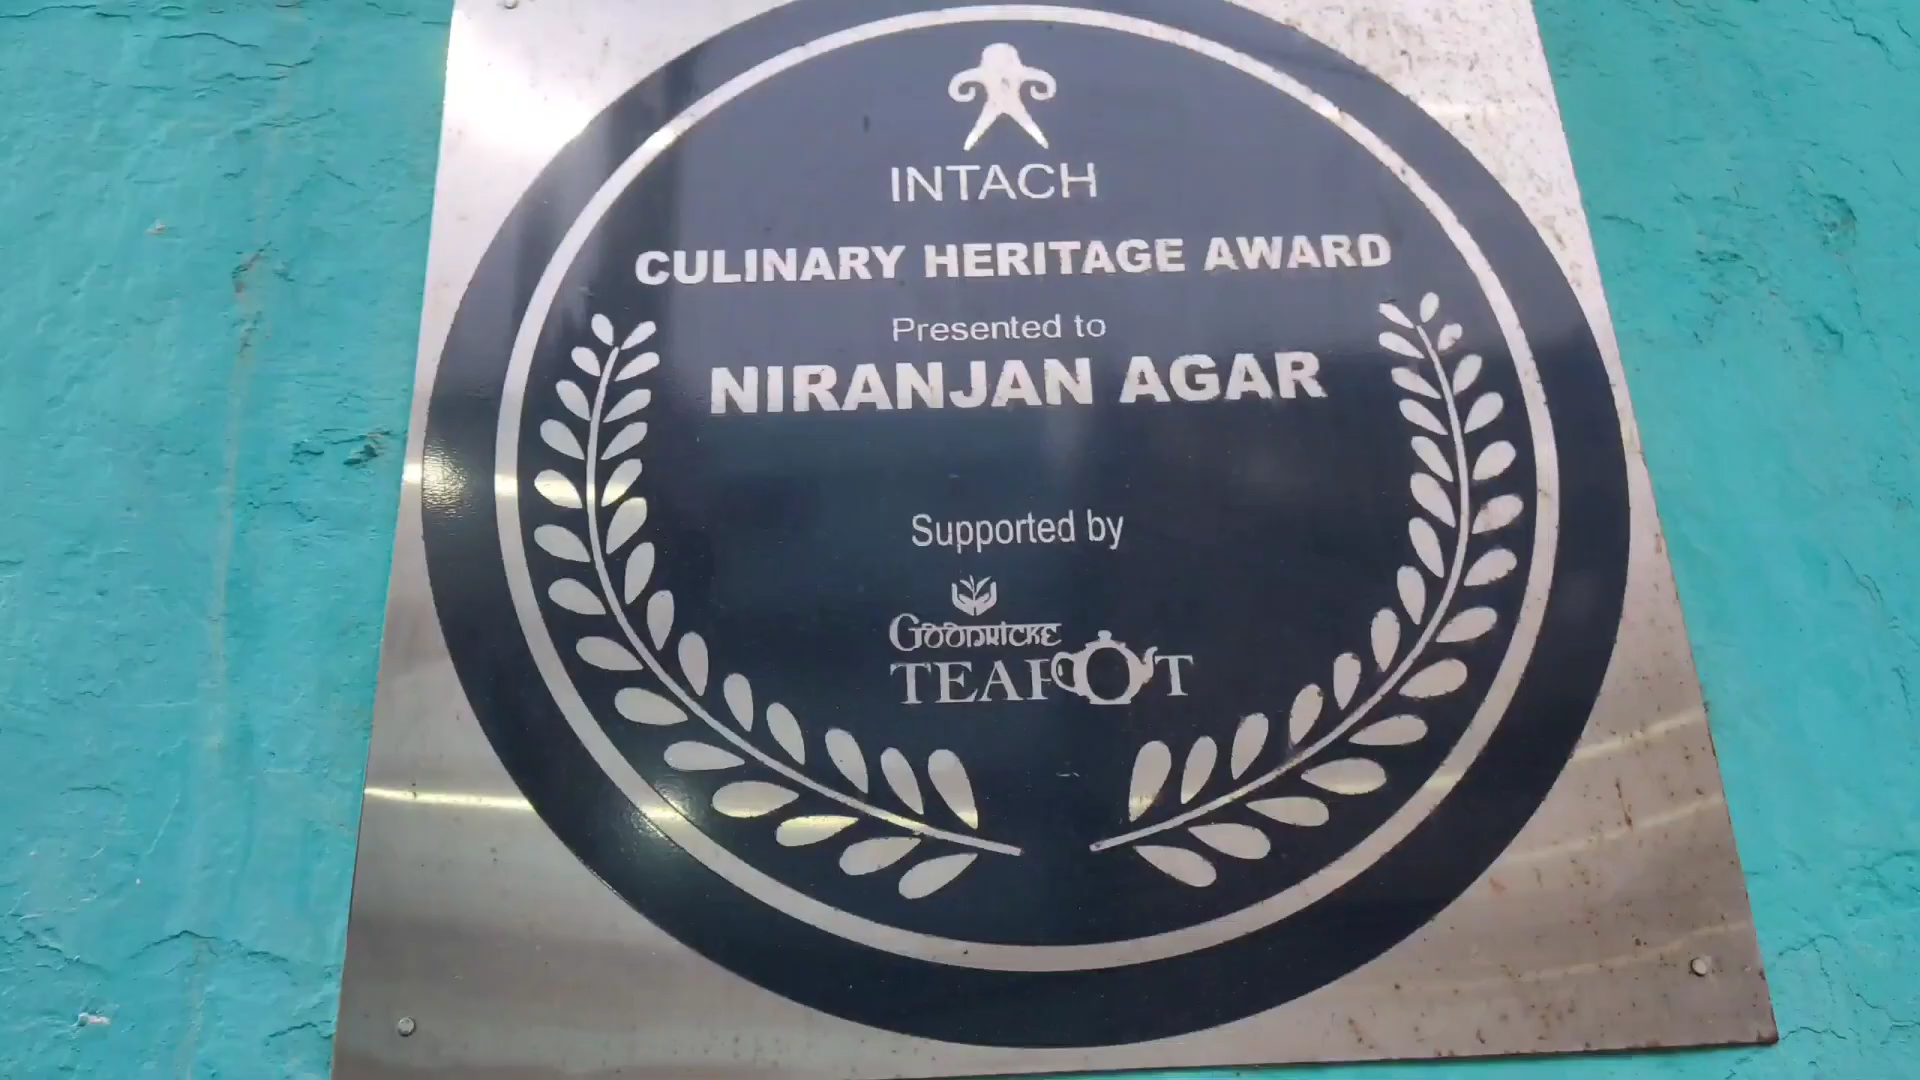 INTACH
CULINARY HERITAGE AWARD
Presented to
NIRANJAN AGAR
Supported by
GOODRICKE
TEAPOT